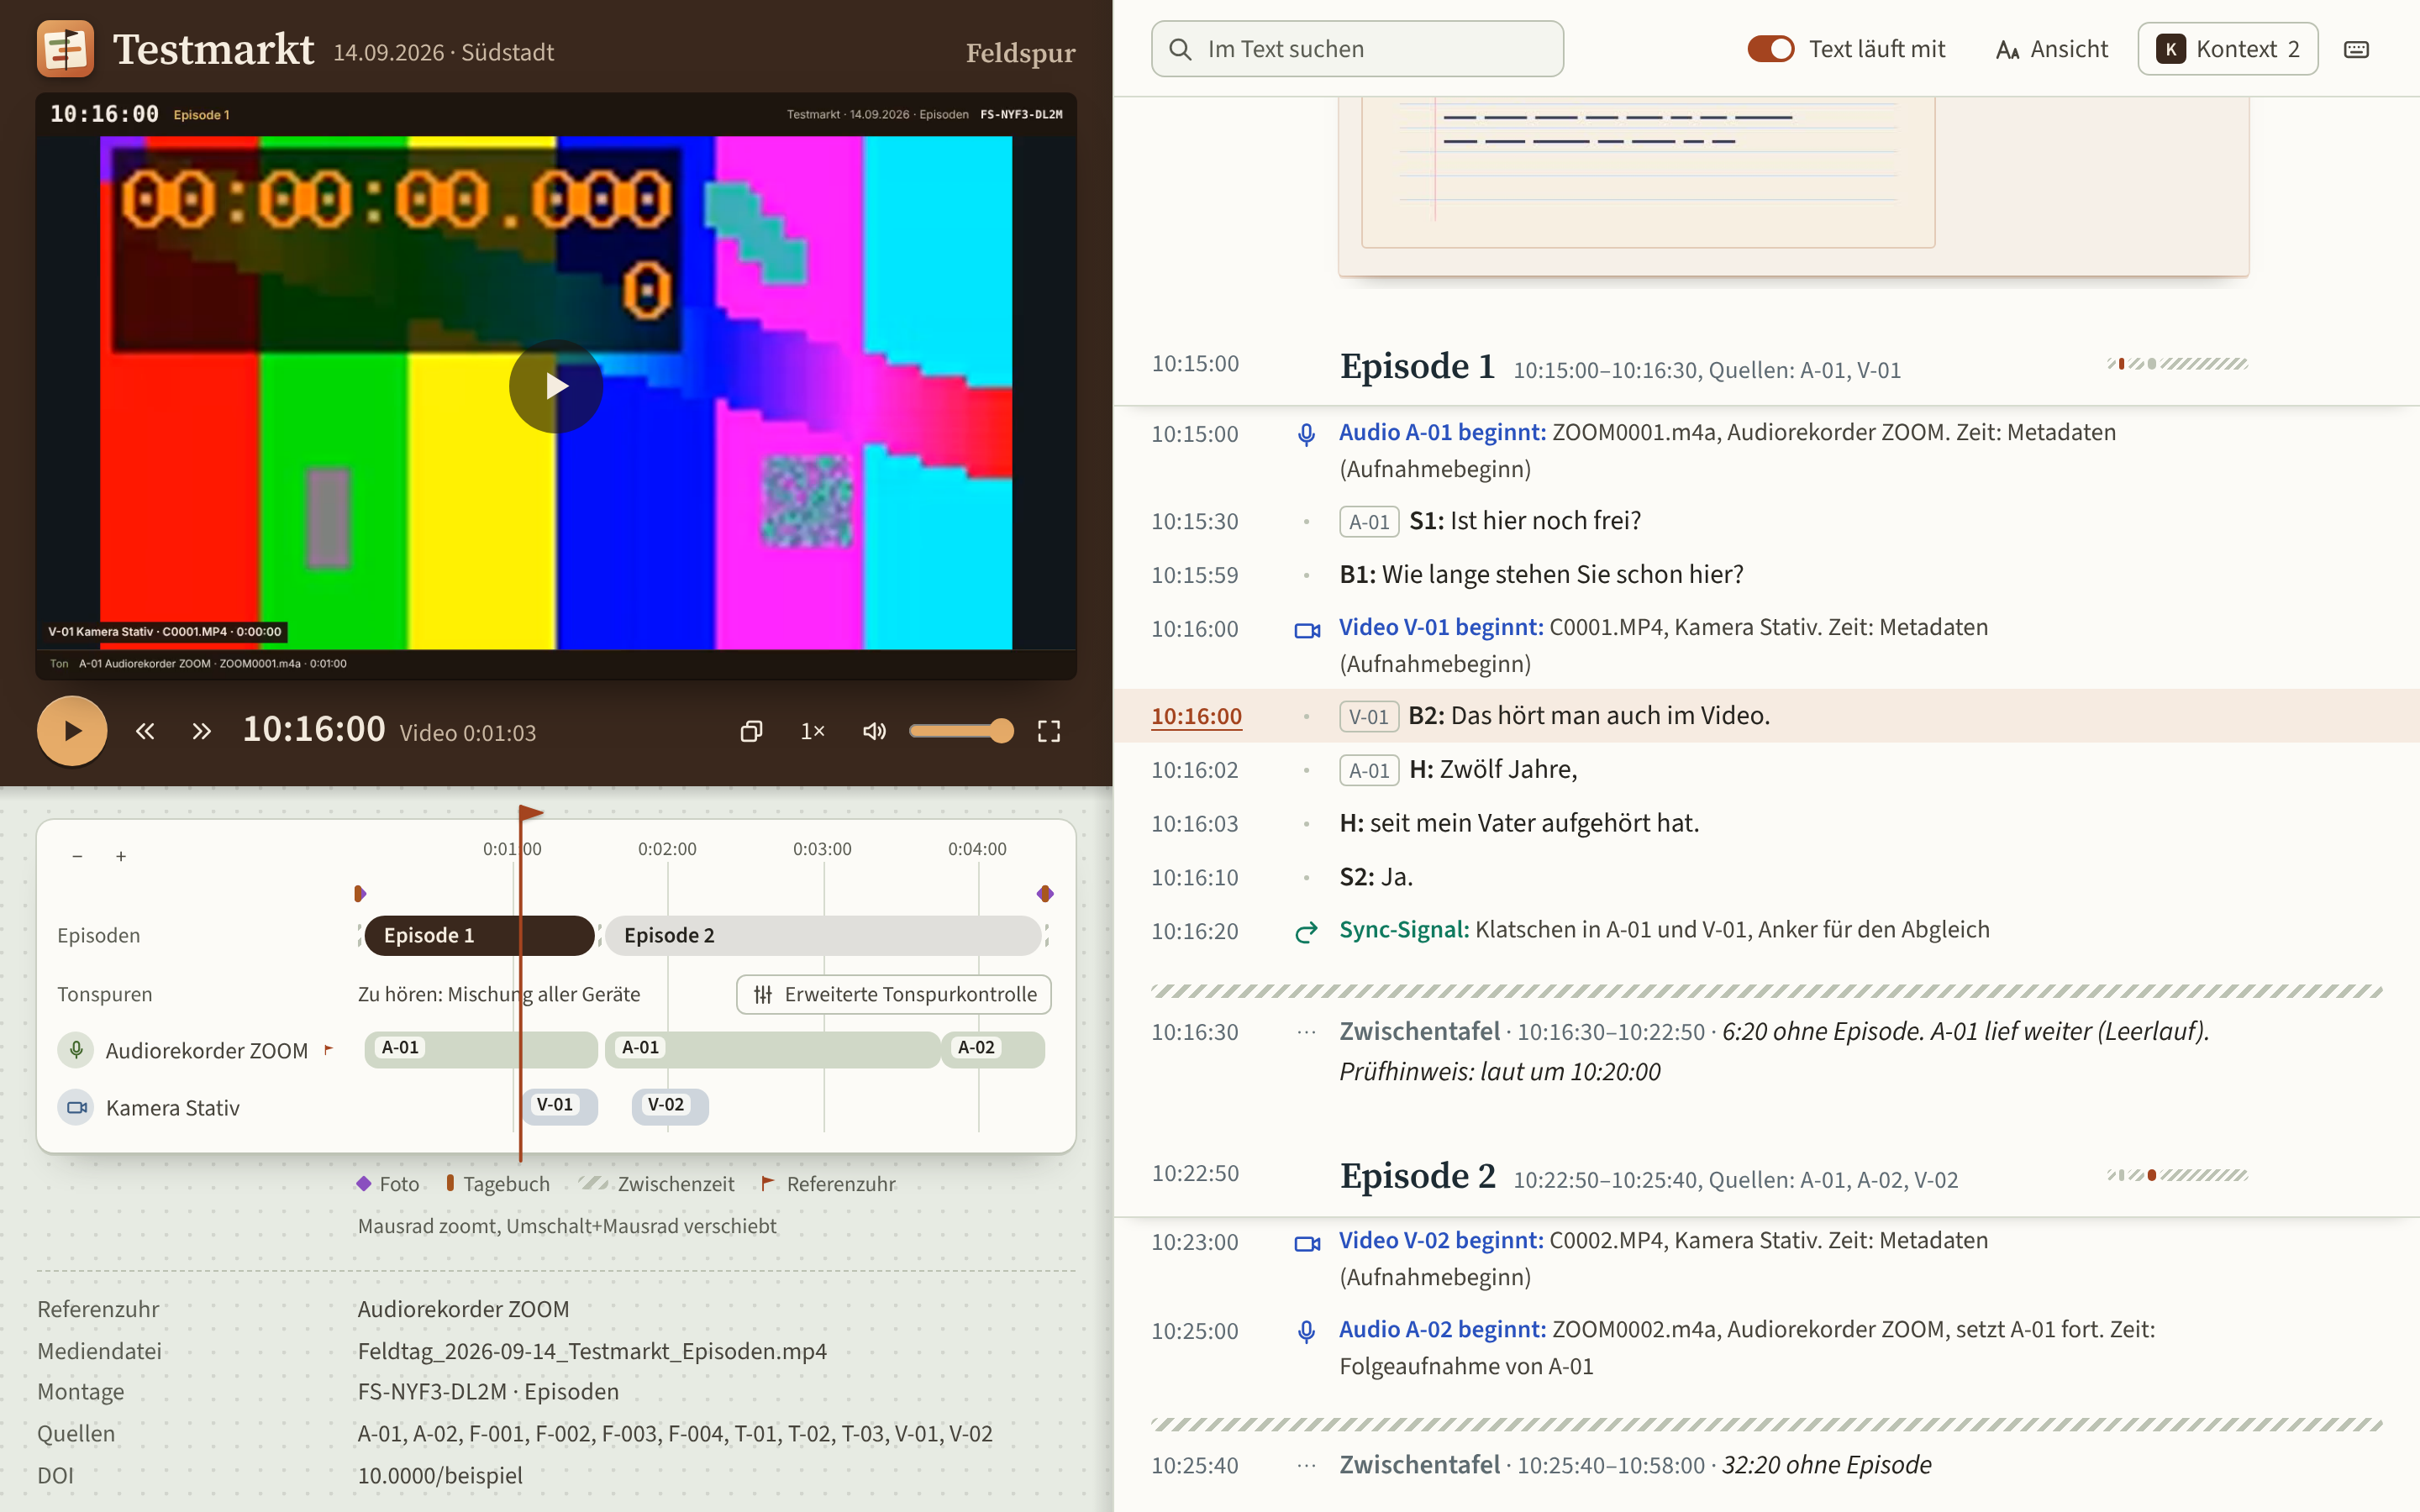 Testmarkt 14.09.2026 · Südstadt
Feldspur
10:16:00 Episode 1
Testmarkt · 14.09.2026 · Episoden FS-NYF3-DL2M
00:00:00.000
0
V-01 Kamera Stativ · C0001.MP4 · 0:00:00
Ton A-01 Audiorekorder ZOOM · ZOOM0001.m4a · 0:01:00
10:16:00 Video 0:01:03
1×
− +
0:01:00 0:02:00 0:03:00 0:04:00
Episoden Episode 1 Episode 2
Tonspuren Zu hören: Mischung aller Geräte Erweiterte Tonspurkontrolle
Audiorekorder ZOOM A-01 A-01 A-02
Kamera Stativ V-01 V-02
Foto Tagebuch Zwischenzeit Referenzuhr
Mausrad zoomt, Umschalt+Mausrad verschiebt
Referenzuhr Audiorekorder ZOOM
Mediendatei Feldtag_2026-09-14_Testmarkt_Episoden.mp4
Montage FS-NYF3-DL2M · Episoden
Quellen A-01, A-02, F-001, F-002, F-003, F-004, T-01, T-02, T-03, V-01, V-02
DOI 10.0000/beispiel
Im Text suchen
Text läuft mit
AA Ansicht
K Kontext 2
10:15:00 Episode 1 10:15:00–10:16:30, Quellen: A-01, V-01
10:15:00 Audio A-01 beginnt: ZOOM0001.m4a, Audiorekorder ZOOM. Zeit: Metadaten
(Aufnahmebeginn)
10:15:30 A-01 S1: Ist hier noch frei?
10:15:59 B1: Wie lange stehen Sie schon hier?
10:16:00 Video V-01 beginnt: C0001.MP4, Kamera Stativ. Zeit: Metadaten
(Aufnahmebeginn)
10:16:00 V-01 B2: Das hört man auch im Video.
10:16:02 A-01 H: Zwölf Jahre,
10:16:03 H: seit mein Vater aufgehört hat.
10:16:10 S2: Ja.
10:16:20 Sync-Signal: Klatschen in A-01 und V-01, Anker für den Abgleich
10:16:30 ··· Zwischentafel · 10:16:30–10:22:50 · 6:20 ohne Episode. A-01 lief weiter (Leerlauf).
Prüfhinweis: laut um 10:20:00
10:22:50 Episode 2 10:22:50–10:25:40, Quellen: A-01, A-02, V-02
10:23:00 Video V-02 beginnt: C0002.MP4, Kamera Stativ. Zeit: Metadaten
(Aufnahmebeginn)
10:25:00 Audio A-02 beginnt: ZOOM0002.m4a, Audiorekorder ZOOM, setzt A-01 fort. Zeit:
Folgeaufnahme von A-01
10:25:40 ··· Zwischentafel · 10:25:40–10:58:00 · 32:20 ohne Episode